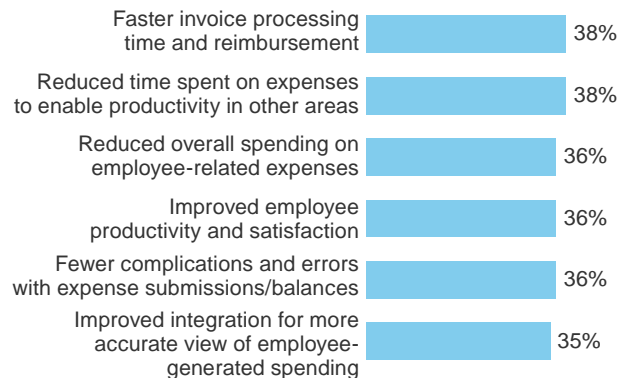 Faster invoice processing
time and reimbursement
38%
Reduced time spent on expenses
to enable productivity in other areas
38%
Reduced overall spending on
employee-related expenses
36%
Improved employee
productivity and satisfaction
36%
Fewer complications and errors
with expense submissions/balances
36%
Improved integration for more
accurate view of employee-
generated spending
35%